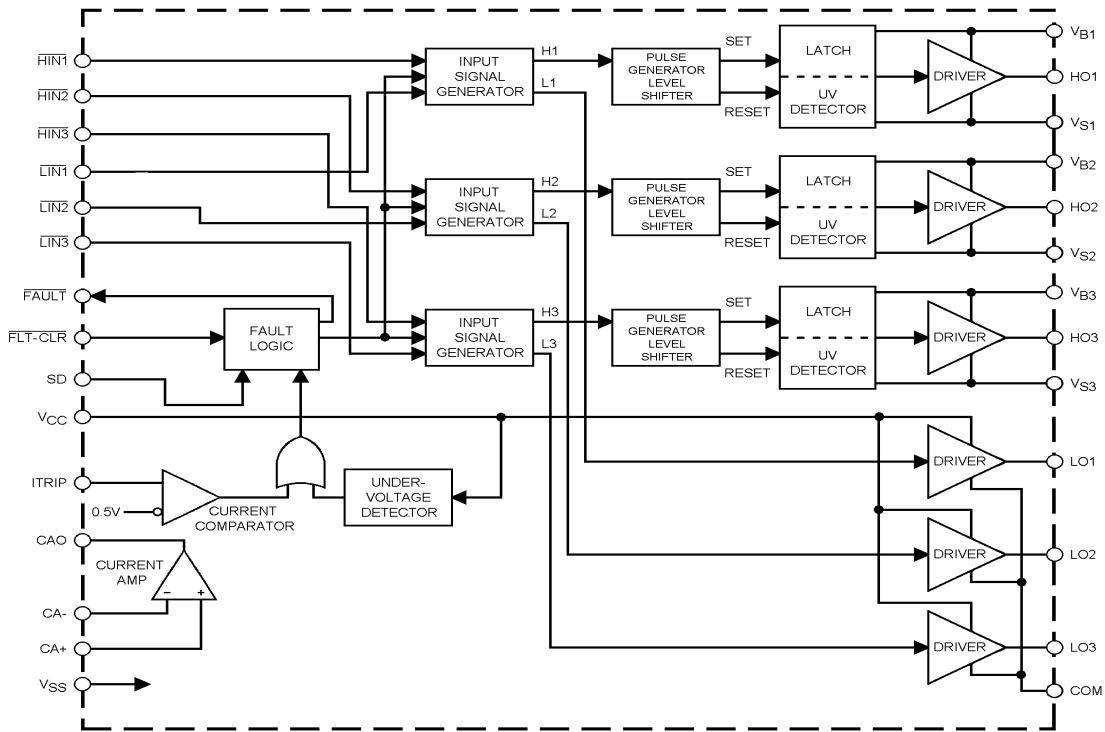 HIN1
HIN2
HIN3
LIN1
LIN2
LIN3
FAULT
FLT-CLR
SD
VCC
ITRIP
0.5V
CAO
CA-
CA+
VSS
INPUT
SIGNAL
GENERATOR
H1
L1
PULSE
GENERATOR
LEVEL
SHIFTER
SET
RESET
LATCH
UV
DETECTOR
DRIVER
VB1
HO1
VS1
INPUT
SIGNAL
GENERATOR
H2
L2
PULSE
GENERATOR
LEVEL
SHIFTER
SET
RESET
LATCH
UV
DETECTOR
DRIVER
VB2
HO2
VS2
FAULT
LOGIC
INPUT
SIGNAL
GENERATOR
H3
L3
PULSE
GENERATOR
LEVEL
SHIFTER
SET
RESET
LATCH
UV
DETECTOR
DRIVER
VB3
HO3
VS3
CURRENT
COMPARATOR
UNDER-
VOLTAGE
DETECTOR
DRIVER
LO1
CURRENT
AMP
-
+
DRIVER
LO2
DRIVER
LO3
COM